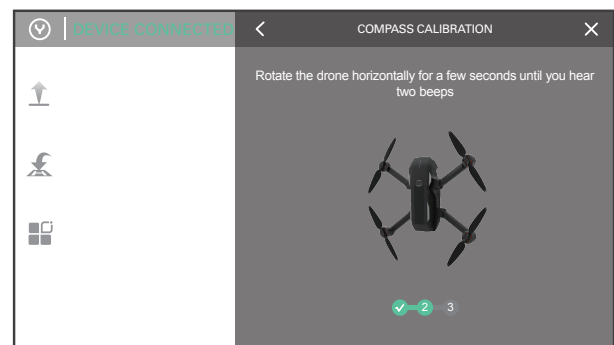 DEVICE CONNECTED
COMPASS CALIBRATION
Rotate the drone horizontally for a few seconds until you hear
two beeps
2 3